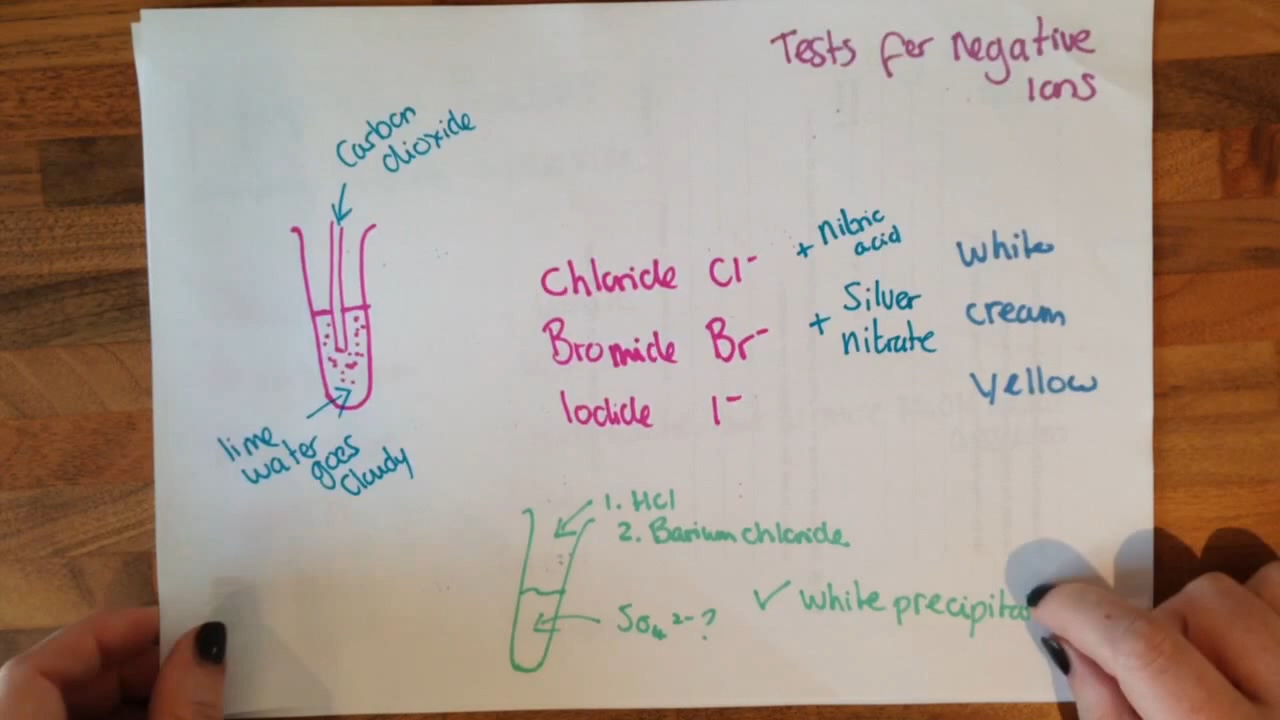 Tests for negative
Ions
Carbon
dioxide
lime
water
goes
cloudy
Chloride Cl⁻
Bromide Br⁻
Iodide I⁻
+ nitric
acid
+ Silver
nitrate
white
cream
yellow
1. HCl
2. Barium chloride
SO₄²⁻?
✓ white precipita